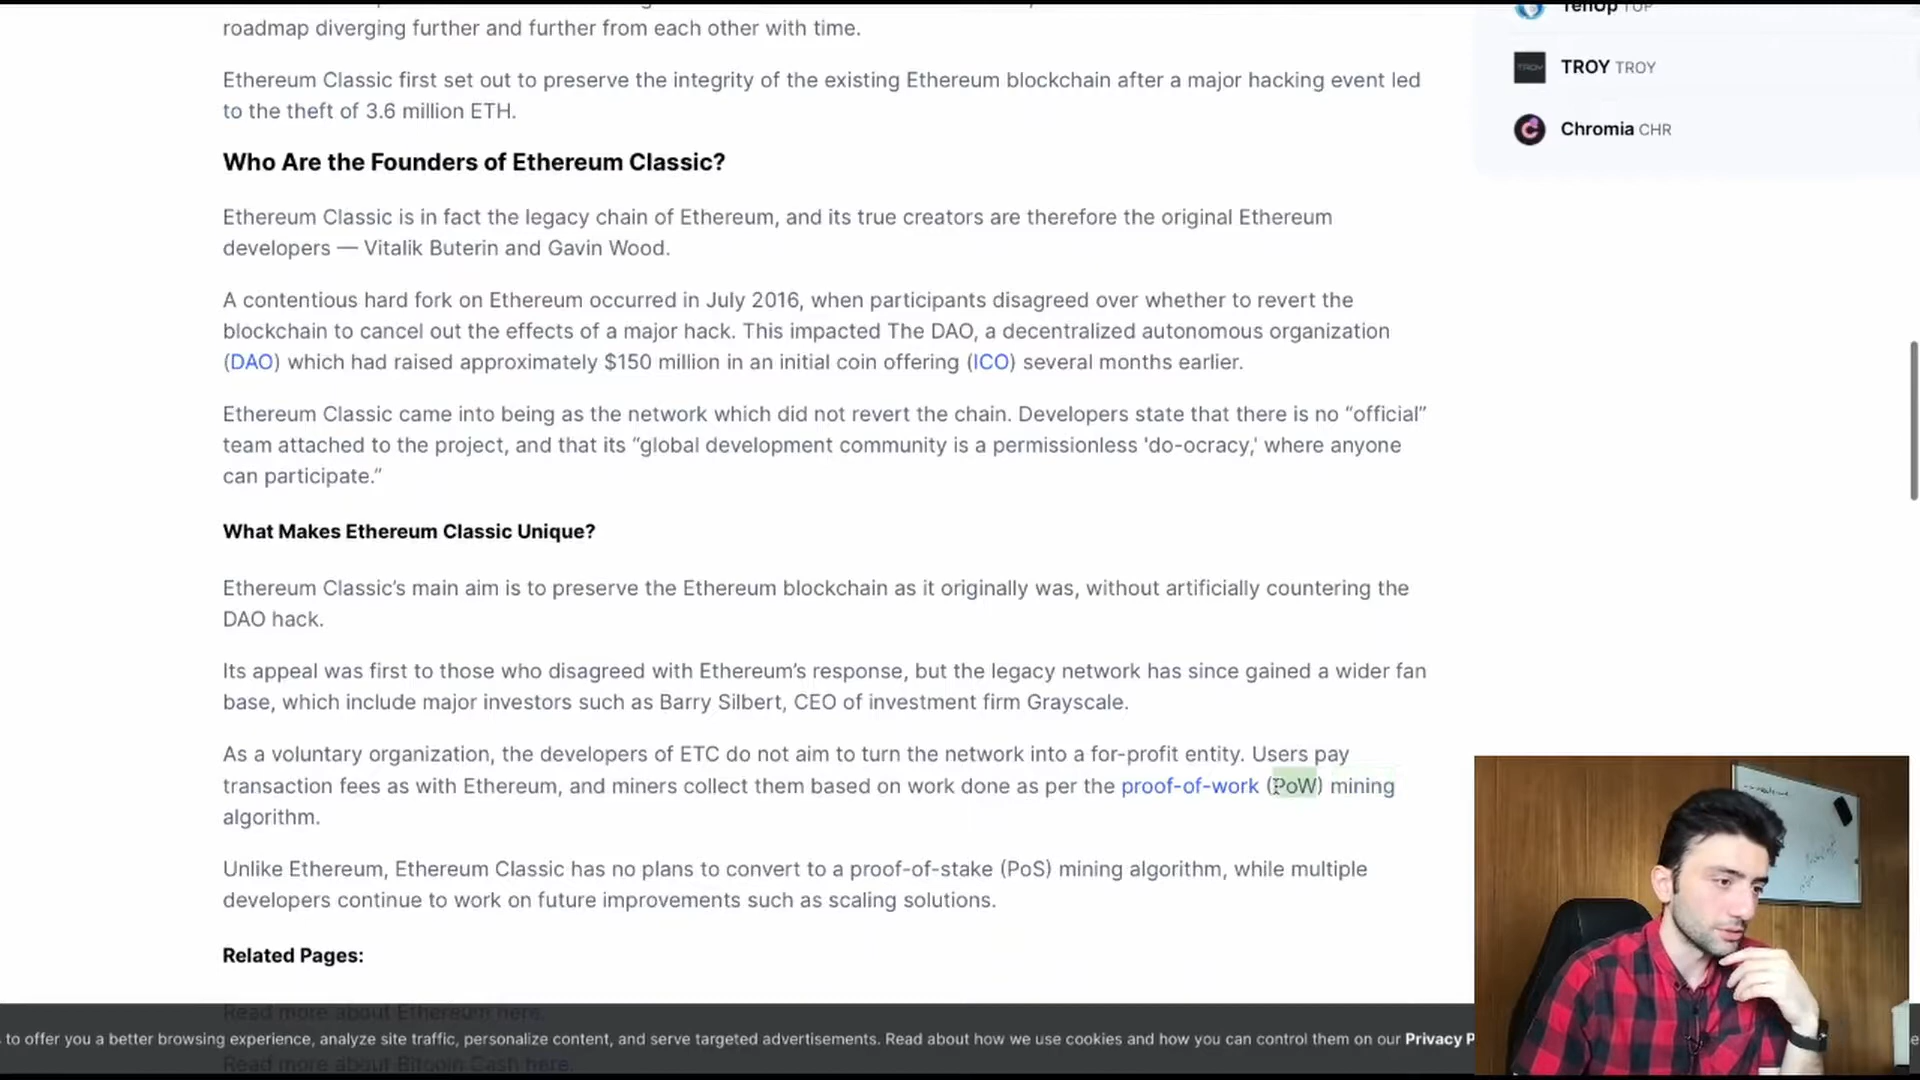 roadmap diverging further and further from each other with time.
Ethereum Classic first set out to preserve the integrity of the existing Ethereum blockchain after a major hacking event led
to the theft of 3.6 million ETH.
Who Are the Founders of Ethereum Classic?
Ethereum Classic is in fact the legacy chain of Ethereum, and its true creators are therefore the original Ethereum
developers — Vitalik Buterin and Gavin Wood.
A contentious hard fork on Ethereum occurred in July 2016, when participants disagreed over whether to revert the
blockchain to cancel out the effects of a major hack. This impacted The DAO, a decentralized autonomous organization
(DAO) which had raised approximately $150 million in an initial coin offering (ICO) several months earlier.
Ethereum Classic came into being as the network which did not revert the chain. Developers state that there is no “official”
team attached to the project, and that its “global development community is a permissionless 'do-ocracy,' where anyone
can participate.”
What Makes Ethereum Classic Unique?
Ethereum Classic’s main aim is to preserve the Ethereum blockchain as it originally was, without artificially countering the
DAO hack.
Its appeal was first to those who disagreed with Ethereum’s response, but the legacy network has since gained a wider fan
base, which include major investors such as Barry Silbert, CEO of investment firm Grayscale.
As a voluntary organization, the developers of ETC do not aim to turn the network into a for-profit entity. Users pay
transaction fees as with Ethereum, and miners collect them based on work done as per the proof-of-work (PoW) mining
algorithm.
Unlike Ethereum, Ethereum Classic has no plans to convert to a proof-of-stake (PoS) mining algorithm, while multiple
developers continue to work on future improvements such as scaling solutions.
Related Pages:
Read more about Ethereum here.
to offer you a better browsing experience, analyze site traffic, personalize content, and serve targeted advertisements. Read about how we use cookies and how you can control them on our Privacy P
Read more about Bitcoin Cash here.
TenUp TUP
TROY TROY
Chromia CHR